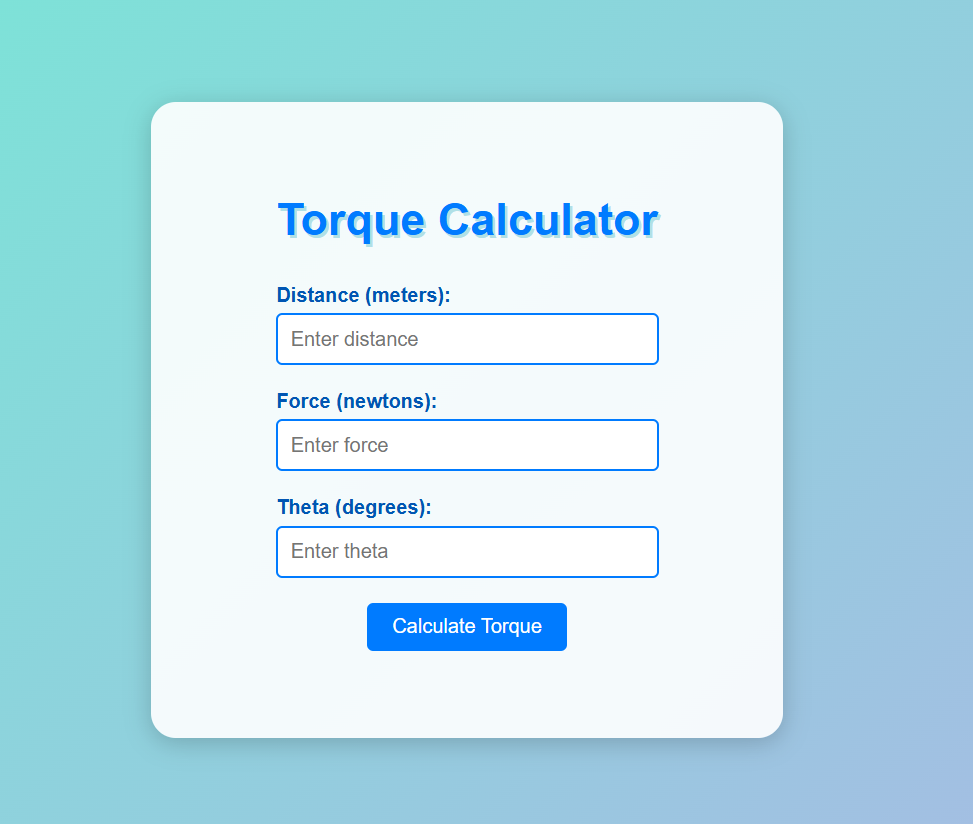 Torque Calculator
Distance (meters):
Enter distance
Force (newtons):
Enter force
Theta (degrees):
Enter theta
Calculate Torque